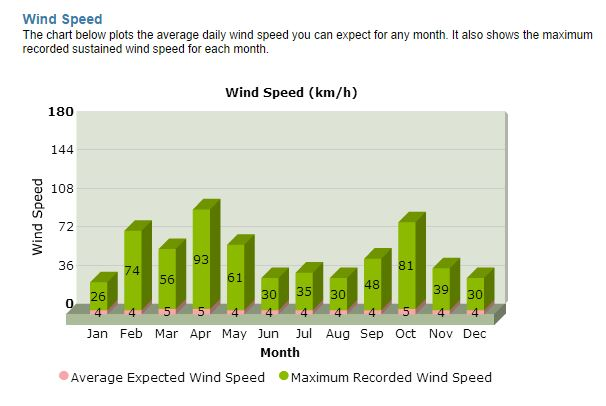 Wind Speed
The chart below plots the average daily wind speed you can expect for any month. It also shows the maximum
recorded sustained wind speed for each month.
Wind Speed (km/h)
180
144
108
72
36
0
Wind Speed
26 74 56 93 61 30 35 30 48 81 39 30
4 4 5 5 4 4 4 4 4 5 4 4
Jan Feb Mar Apr May Jun Jul Aug Sep Oct Nov Dec
Month
Average Expected Wind Speed Maximum Recorded Wind Speed